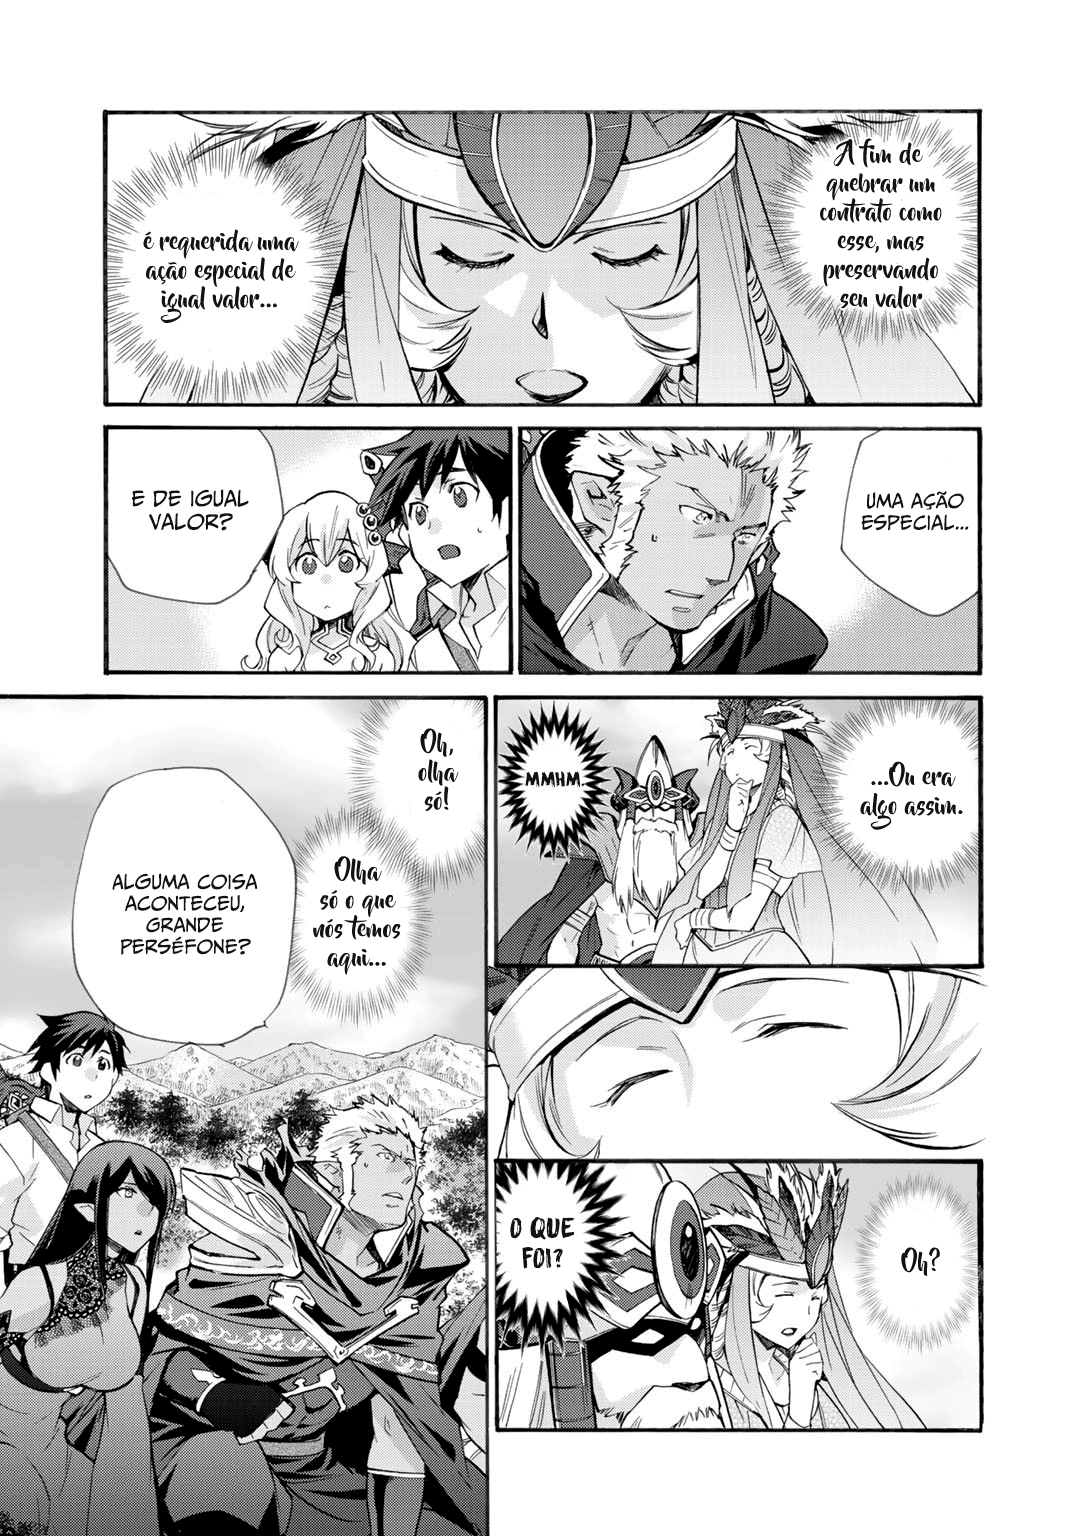 A fim de
quebrar um
contrato como
esse, mas
preservando
seu valor
é requerida uma
ação especial de
igual valor...
UMA AÇÃO
ESPECIAL...
E DE IGUAL
VALOR?
...Ou era
algo assim.
MMHM.
Oh?
O QUE
FOI?
Oh,
olha
só!
Olha
só o que
nós temos
aqui...
ALGUMA COISA
ACONTECEU,
GRANDE
PERSÉFONE?